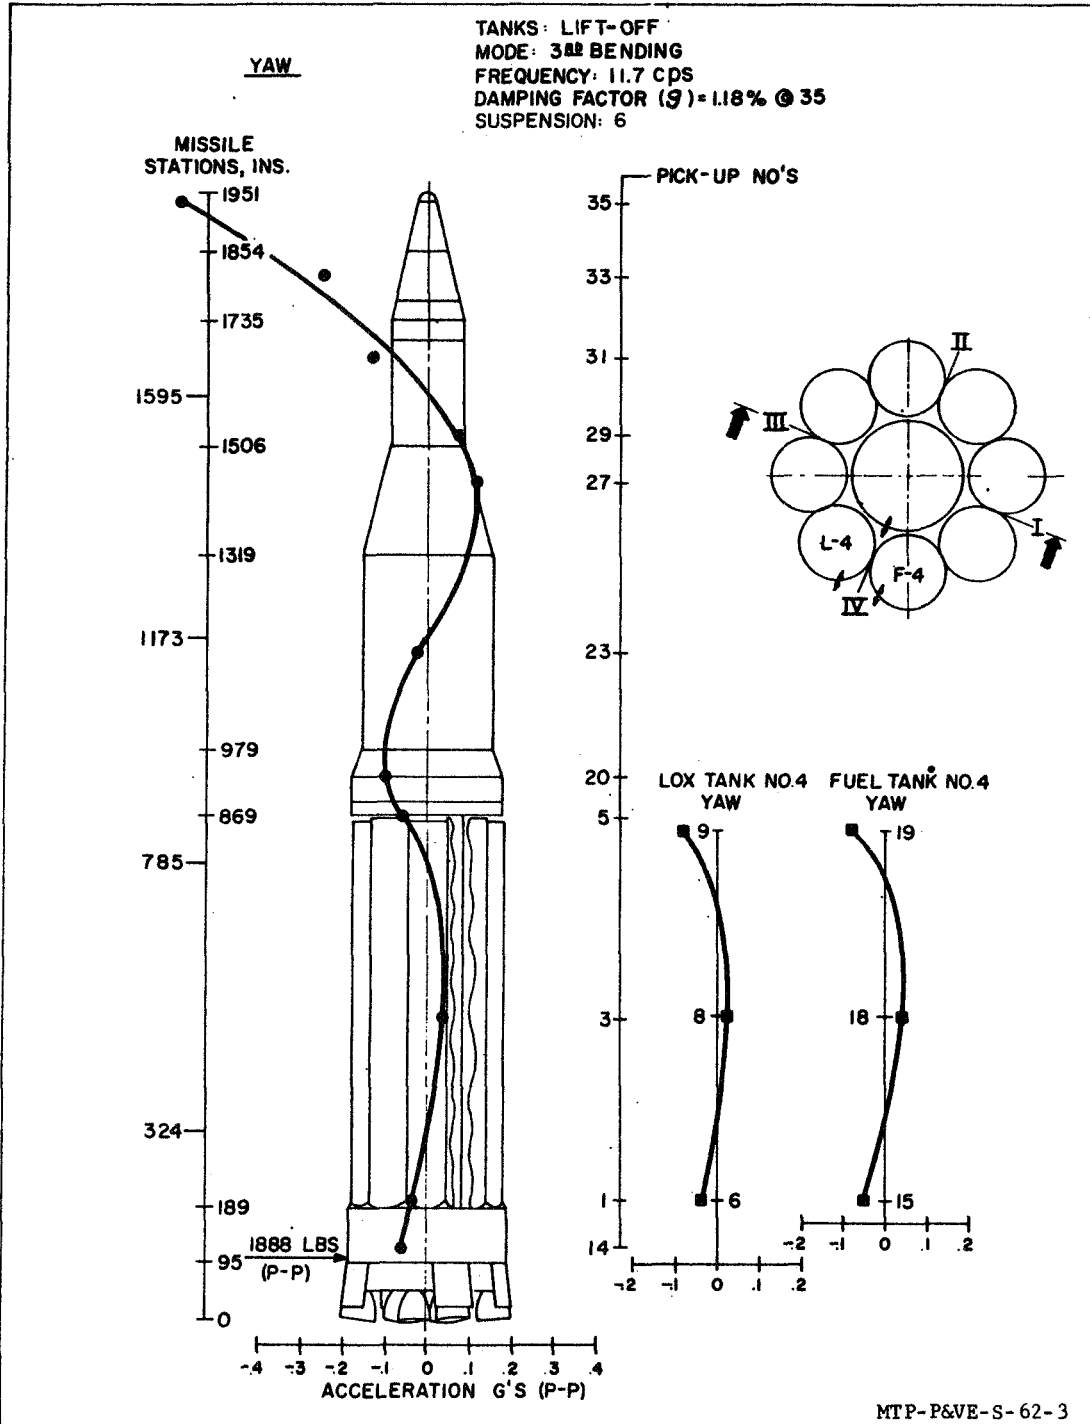 TANKS: LIFT-OFF
MODE: 3RD BENDING
FREQUENCY: 11.7 cps
DAMPING FACTOR (g) = 1.18% @ 35
SUSPENSION: 6
YAW
MISSILE
STATIONS, INS.
1951
1854
1735
1595
1506
1319
1173
979
869
785
324
189
95
0
1888 LBS
(P-P)
-.4 -.3 -.2 -.1 0 .1 .2 .3 .4
ACCELERATION G'S (P-P)
PICK-UP NO'S
35
33
31
29
27
23
20
5
3
1
14
II
III
I
L-4
F-4
IV
LOX TANK NO.4
YAW
9
8
6
-.2 -.1 0 .1 .2
FUEL TANK NO.4
YAW
19
18
15
-.2 -.1 0 .1 .2
MTP-P&VE-S-62-3